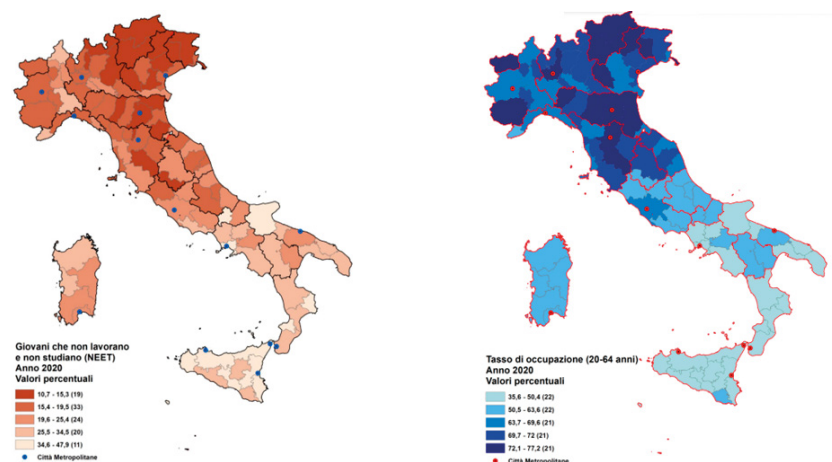 Giovani che non lavorano
e non studiano (NEET)
Anno 2020
Valori percentuali
10,7 - 15,3 (19)
15,4 - 19,5 (33)
19,6 - 25,4 (24)
25,5 - 34,5 (20)
34,6 - 47,9 (11)
Città Metropolitane
Tasso di occupazione (20-64 anni)
Anno 2020
Valori percentuali
35,6 - 50,4 (22)
50,5 - 63,6 (22)
63,7 - 69,6 (21)
69,7 - 72 (21)
72,1 - 77,2 (21)
Città Metropolitane